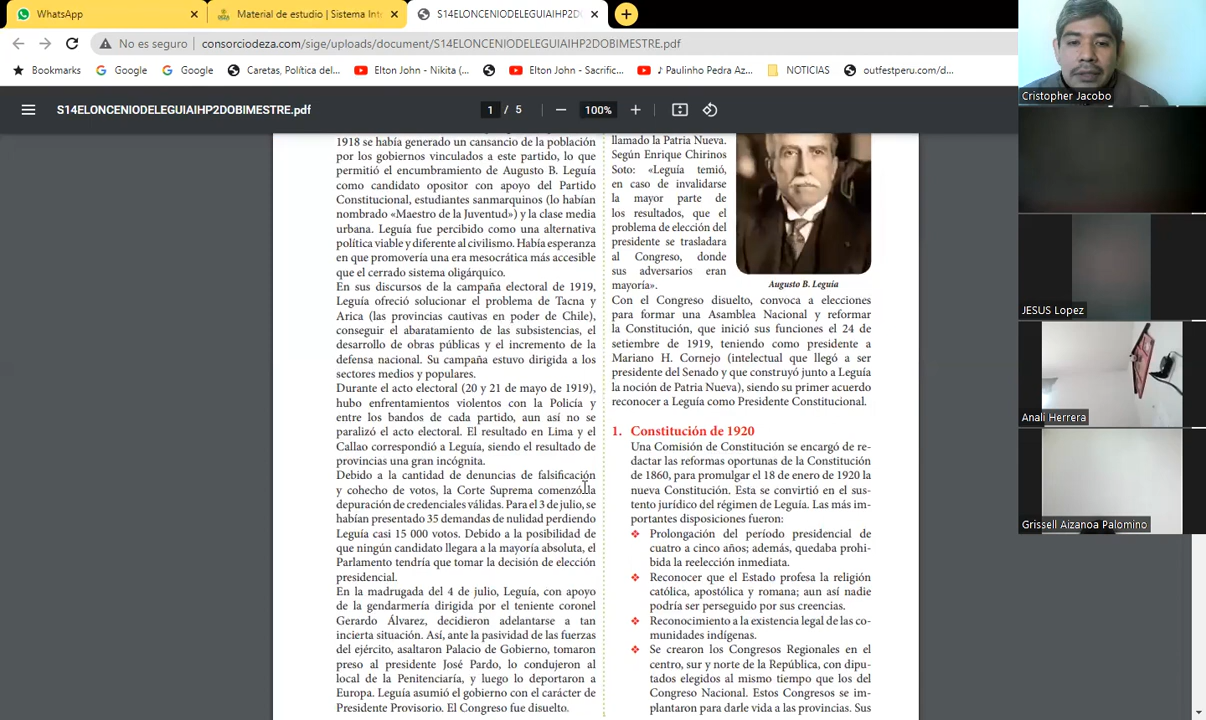 WhatsApp
Material de estudio | Sistema Int
S14ELONCENIODELEGUIAIHP2DO
No es seguro
consorciodeza.com/sige/uploads/document/S14ELONCENIODELEGUIAIHP2DOBIMESTRE.pdf
Bookmarks
Google
Google
Caretas, Política del...
Elton John - Nikita (...
Elton John - Sacrific...
♪ Paulinho Pedra Az...
NOTICIAS
outfestperu.com/d...
S14ELONCENIODELEGUIAIHP2DOBIMESTRE.pdf
1 / 5
100%
1918 se había generado un cansancio de la población
por los gobiernos vinculados a este partido, lo que
permitió el encumbramiento de Augusto B. Leguía
como candidato opositor con apoyo del Partido
Constitucional, estudiantes sanmarquinos (lo habían
nombrado «Maestro de la Juventud») y la clase media
urbana. Leguía fue percibido como una alternativa
política viable y diferente al civilismo. Había esperanza
en que promovería una era mesocrática más accesible
que el cerrado sistema oligárquico.
En sus discursos de la campaña electoral de 1919,
Leguía ofreció solucionar el problema de Tacna y
Arica (las provincias cautivas en poder de Chile),
conseguir el abaratamiento de las subsistencias, el
desarrollo de obras públicas y el incremento de la
defensa nacional. Su campaña estuvo dirigida a los
sectores medios y populares.
Durante el acto electoral (20 y 21 de mayo de 1919),
hubo enfrentamientos violentos con la Policía y
entre los bandos de cada partido, aun así no se
paralizó el acto electoral. El resultado en Lima y el
Callao correspondió a Leguía, siendo el resultado de
provincias una gran incógnita.
Debido a la cantidad de denuncias de falsificación
y cohecho de votos, la Corte Suprema comenzó la
depuración de credenciales válidas. Para el 3 de julio, se
habían presentado 35 demandas de nulidad perdiendo
Leguía casi 15 000 votos. Debido a la posibilidad de
que ningún candidato llegara a la mayoría absoluta, el
Parlamento tendría que tomar la decisión de elección
presidencial.
En la madrugada del 4 de julio, Leguía, con apoyo
de la gendarmería dirigida por el teniente coronel
Gerardo Álvarez, decidieron adelantarse a tan
incierta situación. Así, ante la pasividad de las fuerzas
del ejército, asaltaron Palacio de Gobierno, tomaron
preso al presidente José Pardo, lo condujeron al
local de la Penitenciaría, y luego lo deportaron a
Europa. Leguía asumió el gobierno con el carácter de
Presidente Provisorio. El Congreso fue disuelto.
llamado la Patria Nueva.
Según Enrique Chirinos
Soto: «Leguía temió,
en caso de invalidarse
la mayor parte de
los resultados, que el
problema de elección del
presidente se trasladara
al Congreso, donde
sus adversarios eran
mayoría».
Augusto B. Leguía
Con el Congreso disuelto, convoca a elecciones
para formar una Asamblea Nacional y reformar
la Constitución, que inició sus funciones el 24 de
setiembre de 1919, teniendo como presidente a
Mariano H. Cornejo (intelectual que llegó a ser
presidente del Senado y que construyó junto a Leguía
la noción de Patria Nueva), siendo su primer acuerdo
reconocer a Leguía como Presidente Constitucional.
1. Constitución de 1920
Una Comisión de Constitución se encargó de re-
dactar las reformas oportunas de la Constitución
de 1860, para promulgar el 18 de enero de 1920 la
nueva Constitución. Esta se convirtió en el sus-
tento jurídico del régimen de Leguía. Las más im-
portantes disposiciones fueron:
❖ Prolongación del período presidencial de
cuatro a cinco años; además, quedaba prohi-
bida la reelección inmediata.
❖ Reconocer que el Estado profesa la religión
católica, apostólica y romana; aun así nadie
podría ser perseguido por sus creencias.
❖ Reconocimiento a la existencia legal de las co-
munidades indígenas.
❖ Se crearon los Congresos Regionales en el
centro, sur y norte de la República, con dipu-
tados elegidos al mismo tiempo que los del
Congreso Nacional. Estos Congresos se im-
plantaron para darle vida a las provincias. Sus
Cristopher Jacobo
JESUS Lopez
Anali Herrera
Grissell Aizanoa Palomino